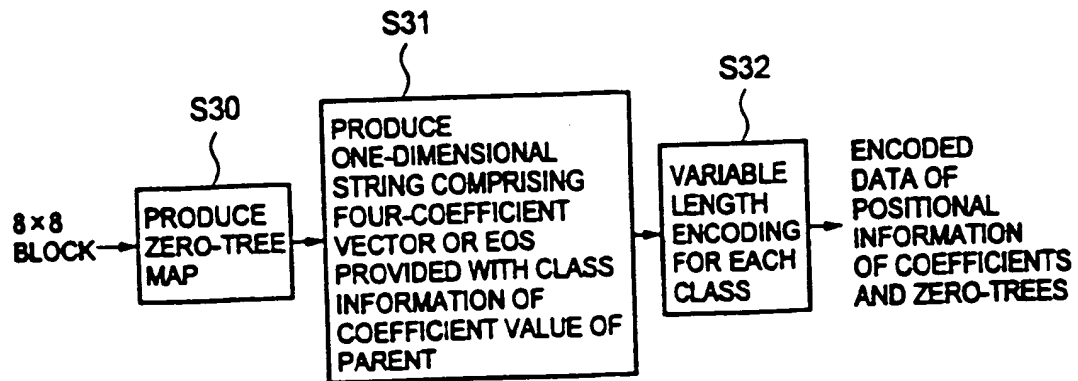 S31
S32
S30
PRODUCE
ONE-DIMENSIONAL
STRING COMPRISING
FOUR-COEFFICIENT
VECTOR OR EOS
PROVIDED WITH CLASS
INFORMATION OF
COEFFICIENT VALUE OF
PARENT
8×8
BLOCK
PRODUCE
ZERO-TREE
MAP
VARIABLE
LENGTH
ENCODING
FOR EACH
CLASS
ENCODED
DATA OF
POSITIONAL
INFORMATION
OF COEFFICIENTS
AND ZERO-TREES